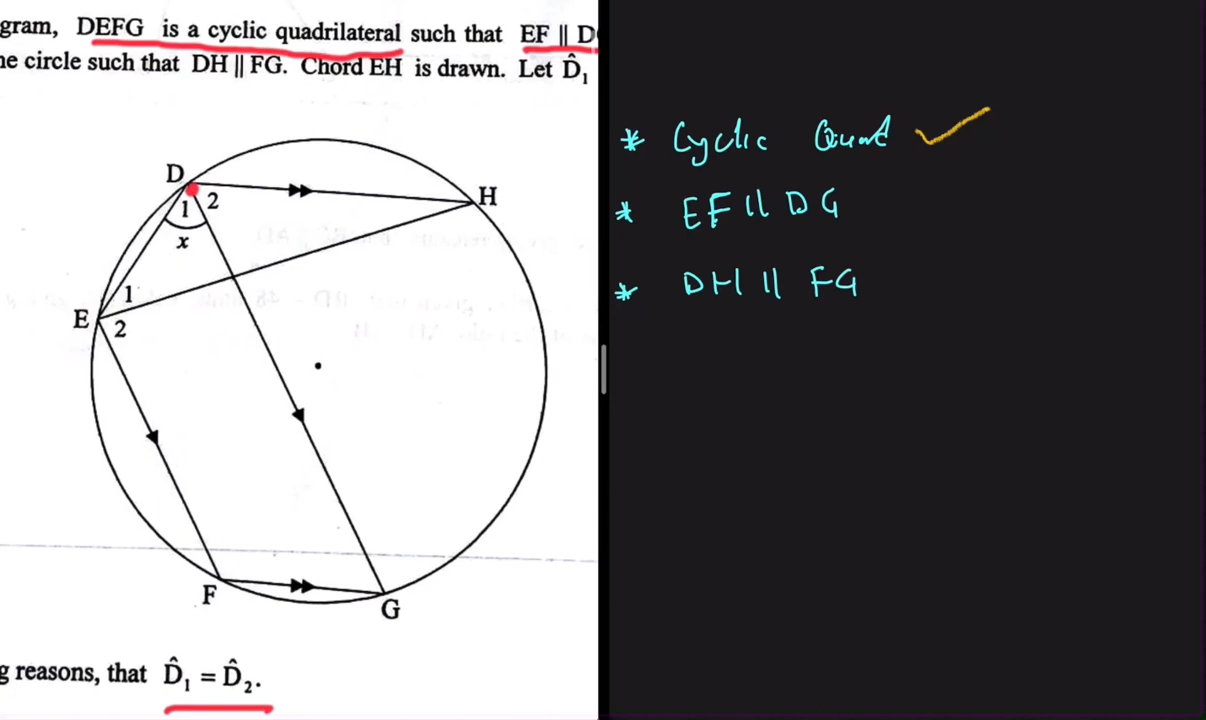 gram, DEFG is a cyclic quadrilateral such that EF || D
he circle such that DH || FG. Chord EH is drawn. Let D̂₁
* Cyclic Quad
* EF || DG
* DH || FG
D
H
1 2
x
1
E
2
F
G
g reasons, that D̂₁ = D̂₂.